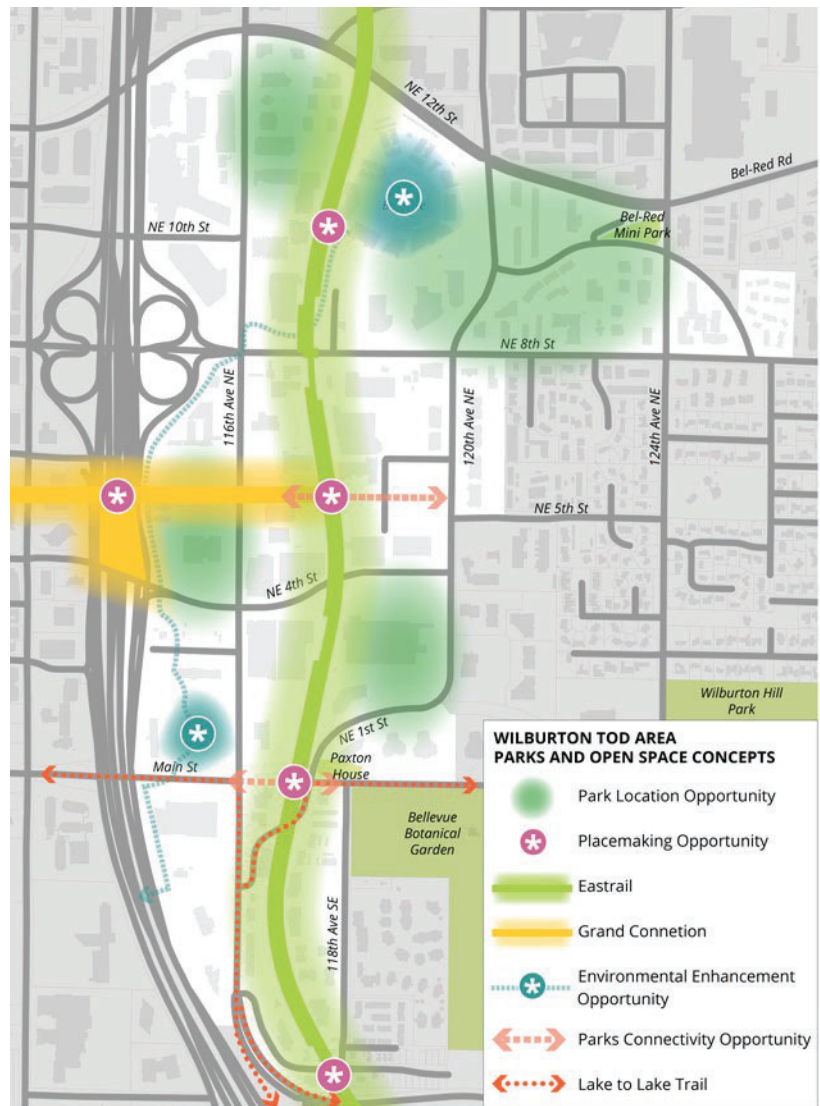 NE 12th St
Bel-Red Rd
Bel-Red
Mini Park
NE 10th St
NE 8th St
116th Ave NE
120th Ave NE
124th Ave NE
NE 5th St
NE 4th St
Wilburton Hill
Park
NE 1st St
Paxton
House
Main St
Bellevue
Botanical
Garden
118th Ave SE
WILBURTON TOD AREA
PARKS AND OPEN SPACE CONCEPTS
Park Location Opportunity
Placemaking Opportunity
Eastrail
Grand Connetion
Environmental Enhancement
Opportunity
Parks Connectivity Opportunity
Lake to Lake Trail